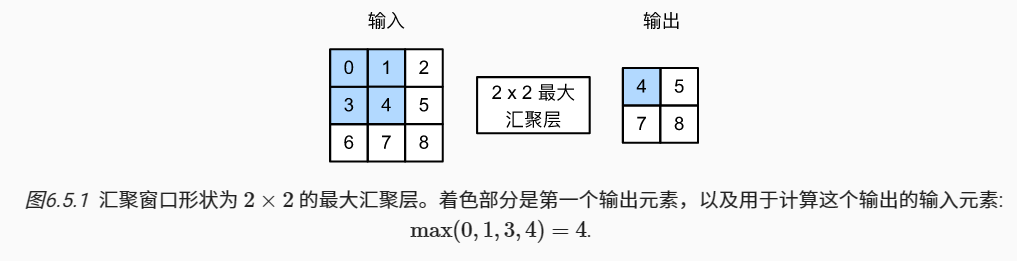 输入 输出
0 1 2
3 4 5
6 7 8
2 x 2 最大
汇聚层
4 5
7 8
图6.5.1 汇聚窗口形状为 2 × 2 的最大汇聚层。着色部分是第一个输出元素，以及用于计算这个输出的输入元素:
max(0, 1, 3, 4) = 4.